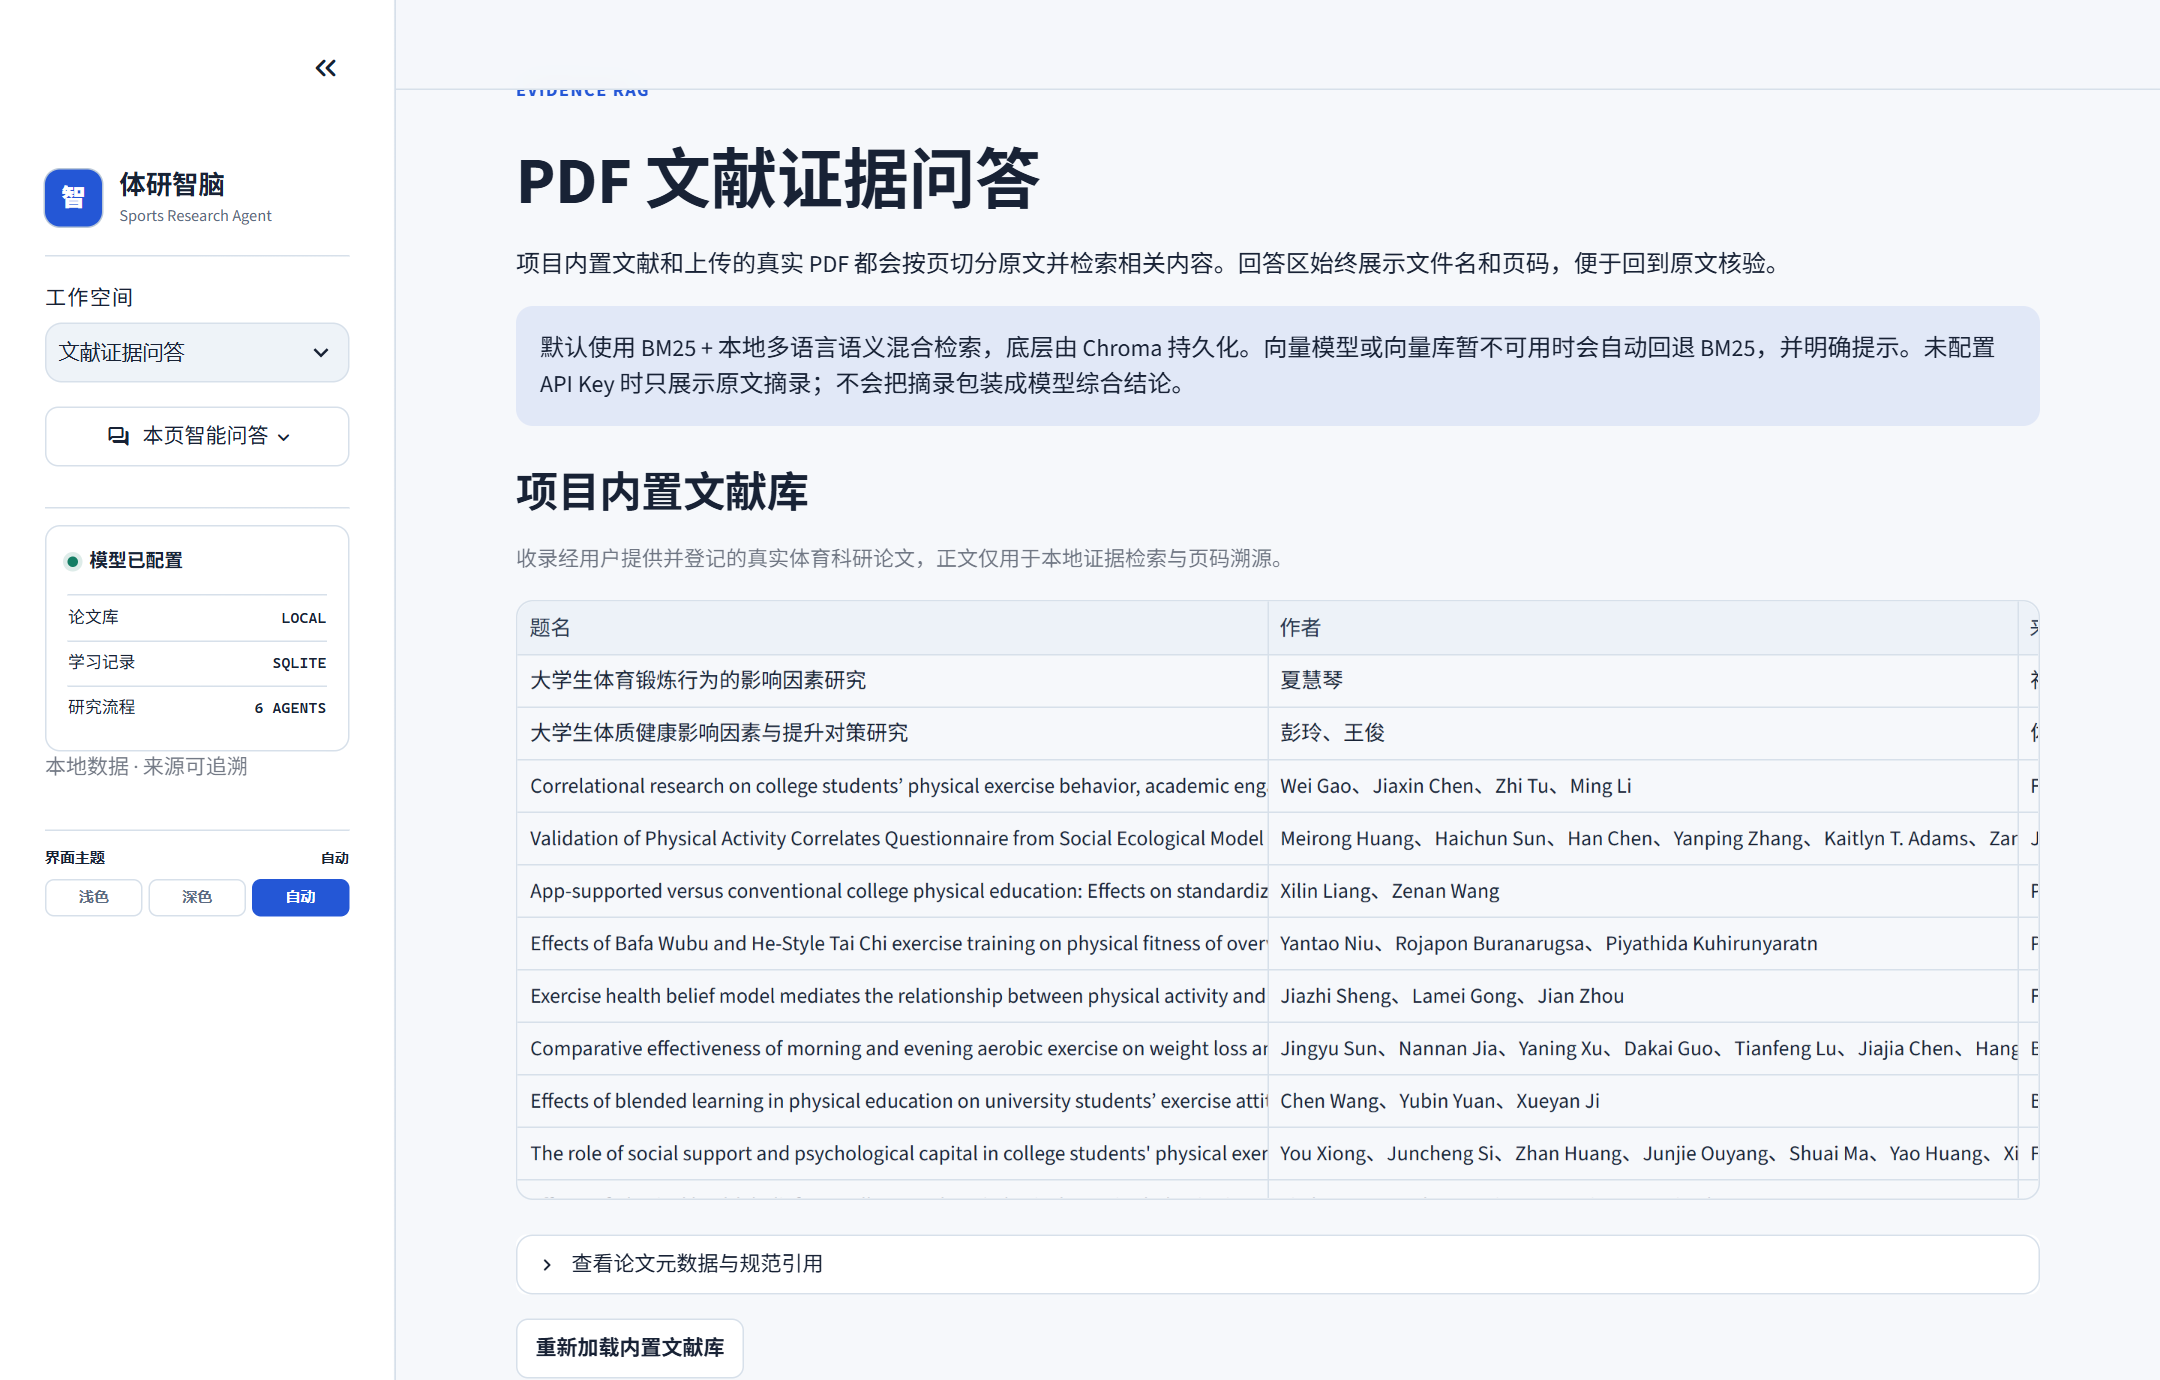 智
体研智脑
Sports Research Agent
工作空间
文献证据问答
本页智能问答
模型已配置
论文库 LOCAL
学习记录 SQLITE
研究流程 6 AGENTS
本地数据 · 来源可追溯
界面主题 自动
浅色 深色 自动
EVIDENCE RAG
PDF 文献证据问答
项目内置文献和上传的真实 PDF 都会按页切分原文并检索相关内容。回答区始终展示文件名和页码，便于回到原文核验。
默认使用 BM25 + 本地多语言语义混合检索，底层由 Chroma 持久化。向量模型或向量库暂不可用时会自动回退 BM25，并明确提示。未配置
API Key 时只展示原文摘录；不会把摘录包装成模型综合结论。
项目内置文献库
收录经用户提供并登记的真实体育科研论文，正文仅用于本地证据检索与页码溯源。
题名 作者
大学生体育锻炼行为的影响因素研究 夏慧琴
大学生体质健康影响因素与提升对策研究 彭玲、王俊
Correlational research on college students’ physical exercise behavior, academic eng Wei Gao、Jiaxin Chen、Zhi Tu、Ming Li F
Validation of Physical Activity Correlates Questionnaire from Social Ecological Model Meirong Huang、Haichun Sun、Han Chen、Yanping Zhang、Kaitlyn T. Adams、Zar J
App-supported versus conventional college physical education: Effects on standardiz Xilin Liang、Zenan Wang P
Effects of Bafa Wubu and He-Style Tai Chi exercise training on physical fitness of over Yantao Niu、Rojapon Buranarugsa、Piyathida Kuhirunyaratn P
Exercise health belief model mediates the relationship between physical activity and Jiazhi Sheng、Lamei Gong、Jian Zhou F
Comparative effectiveness of morning and evening aerobic exercise on weight loss ar Jingyu Sun、Nannan Jia、Yaning Xu、Dakai Guo、Tianfeng Lu、Jiajia Chen、Hang E
Effects of blended learning in physical education on university students’ exercise atti Chen Wang、Yubin Yuan、Xueyan Ji E
The role of social support and psychological capital in college students' physical exer You Xiong、Juncheng Si、Zhan Huang、Junjie Ouyang、Shuai Ma、Yao Huang、Xi F
查看论文元数据与规范引用
重新加载内置文献库